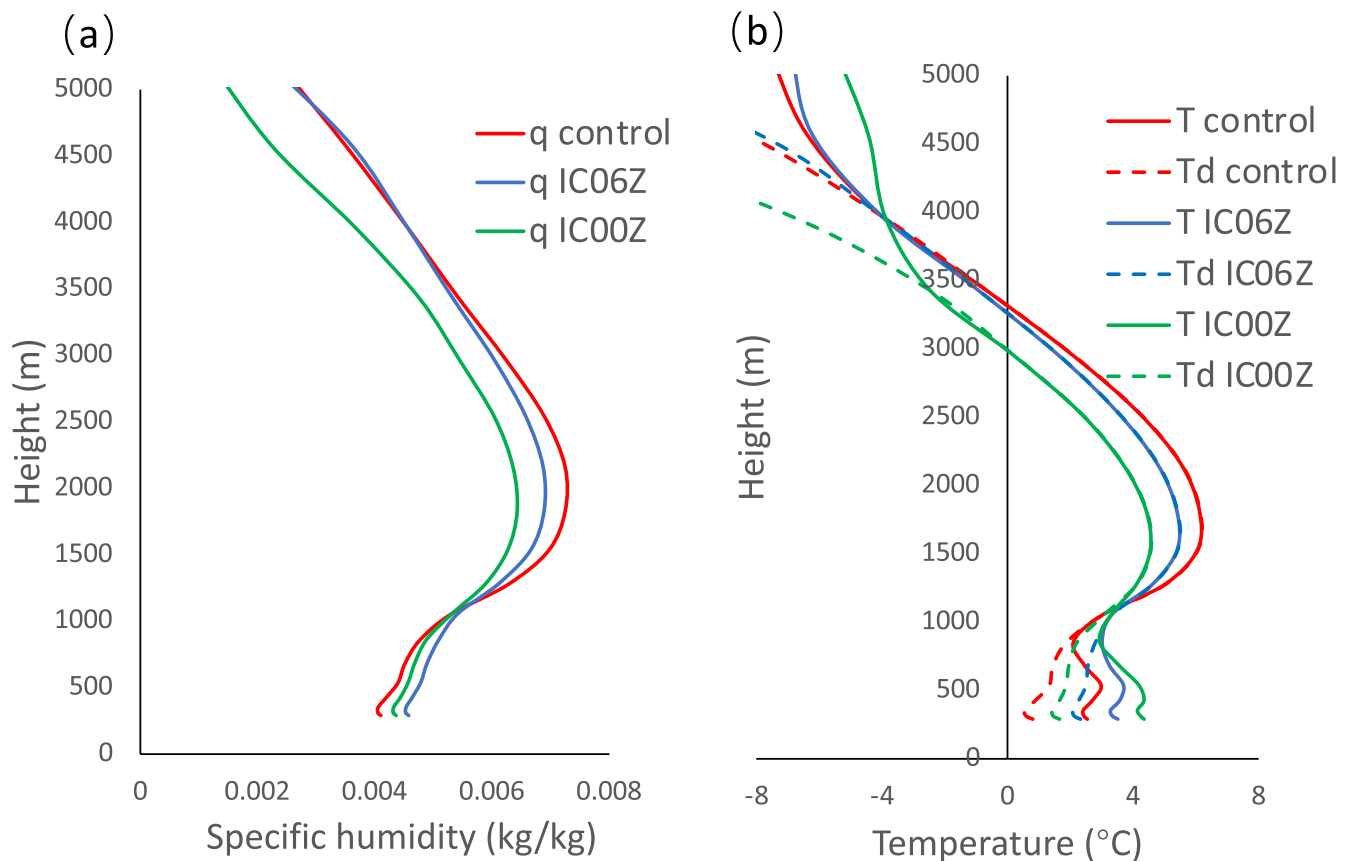 (a)
5000
4500
4000
3500
3000
2500
2000
1500
1000
500
0
Height (m)
0 0.002 0.004 0.006 0.008
Specific humidity (kg/kg)
q control
q IC06Z
q IC00Z
(b)
5000
4500
4000
3500
3000
2500
2000
1500
1000
500
0
Height (m)
-8 -4 0 4 8
Temperature (°C)
T control
Td control
T IC06Z
Td IC06Z
T IC00Z
Td IC00Z